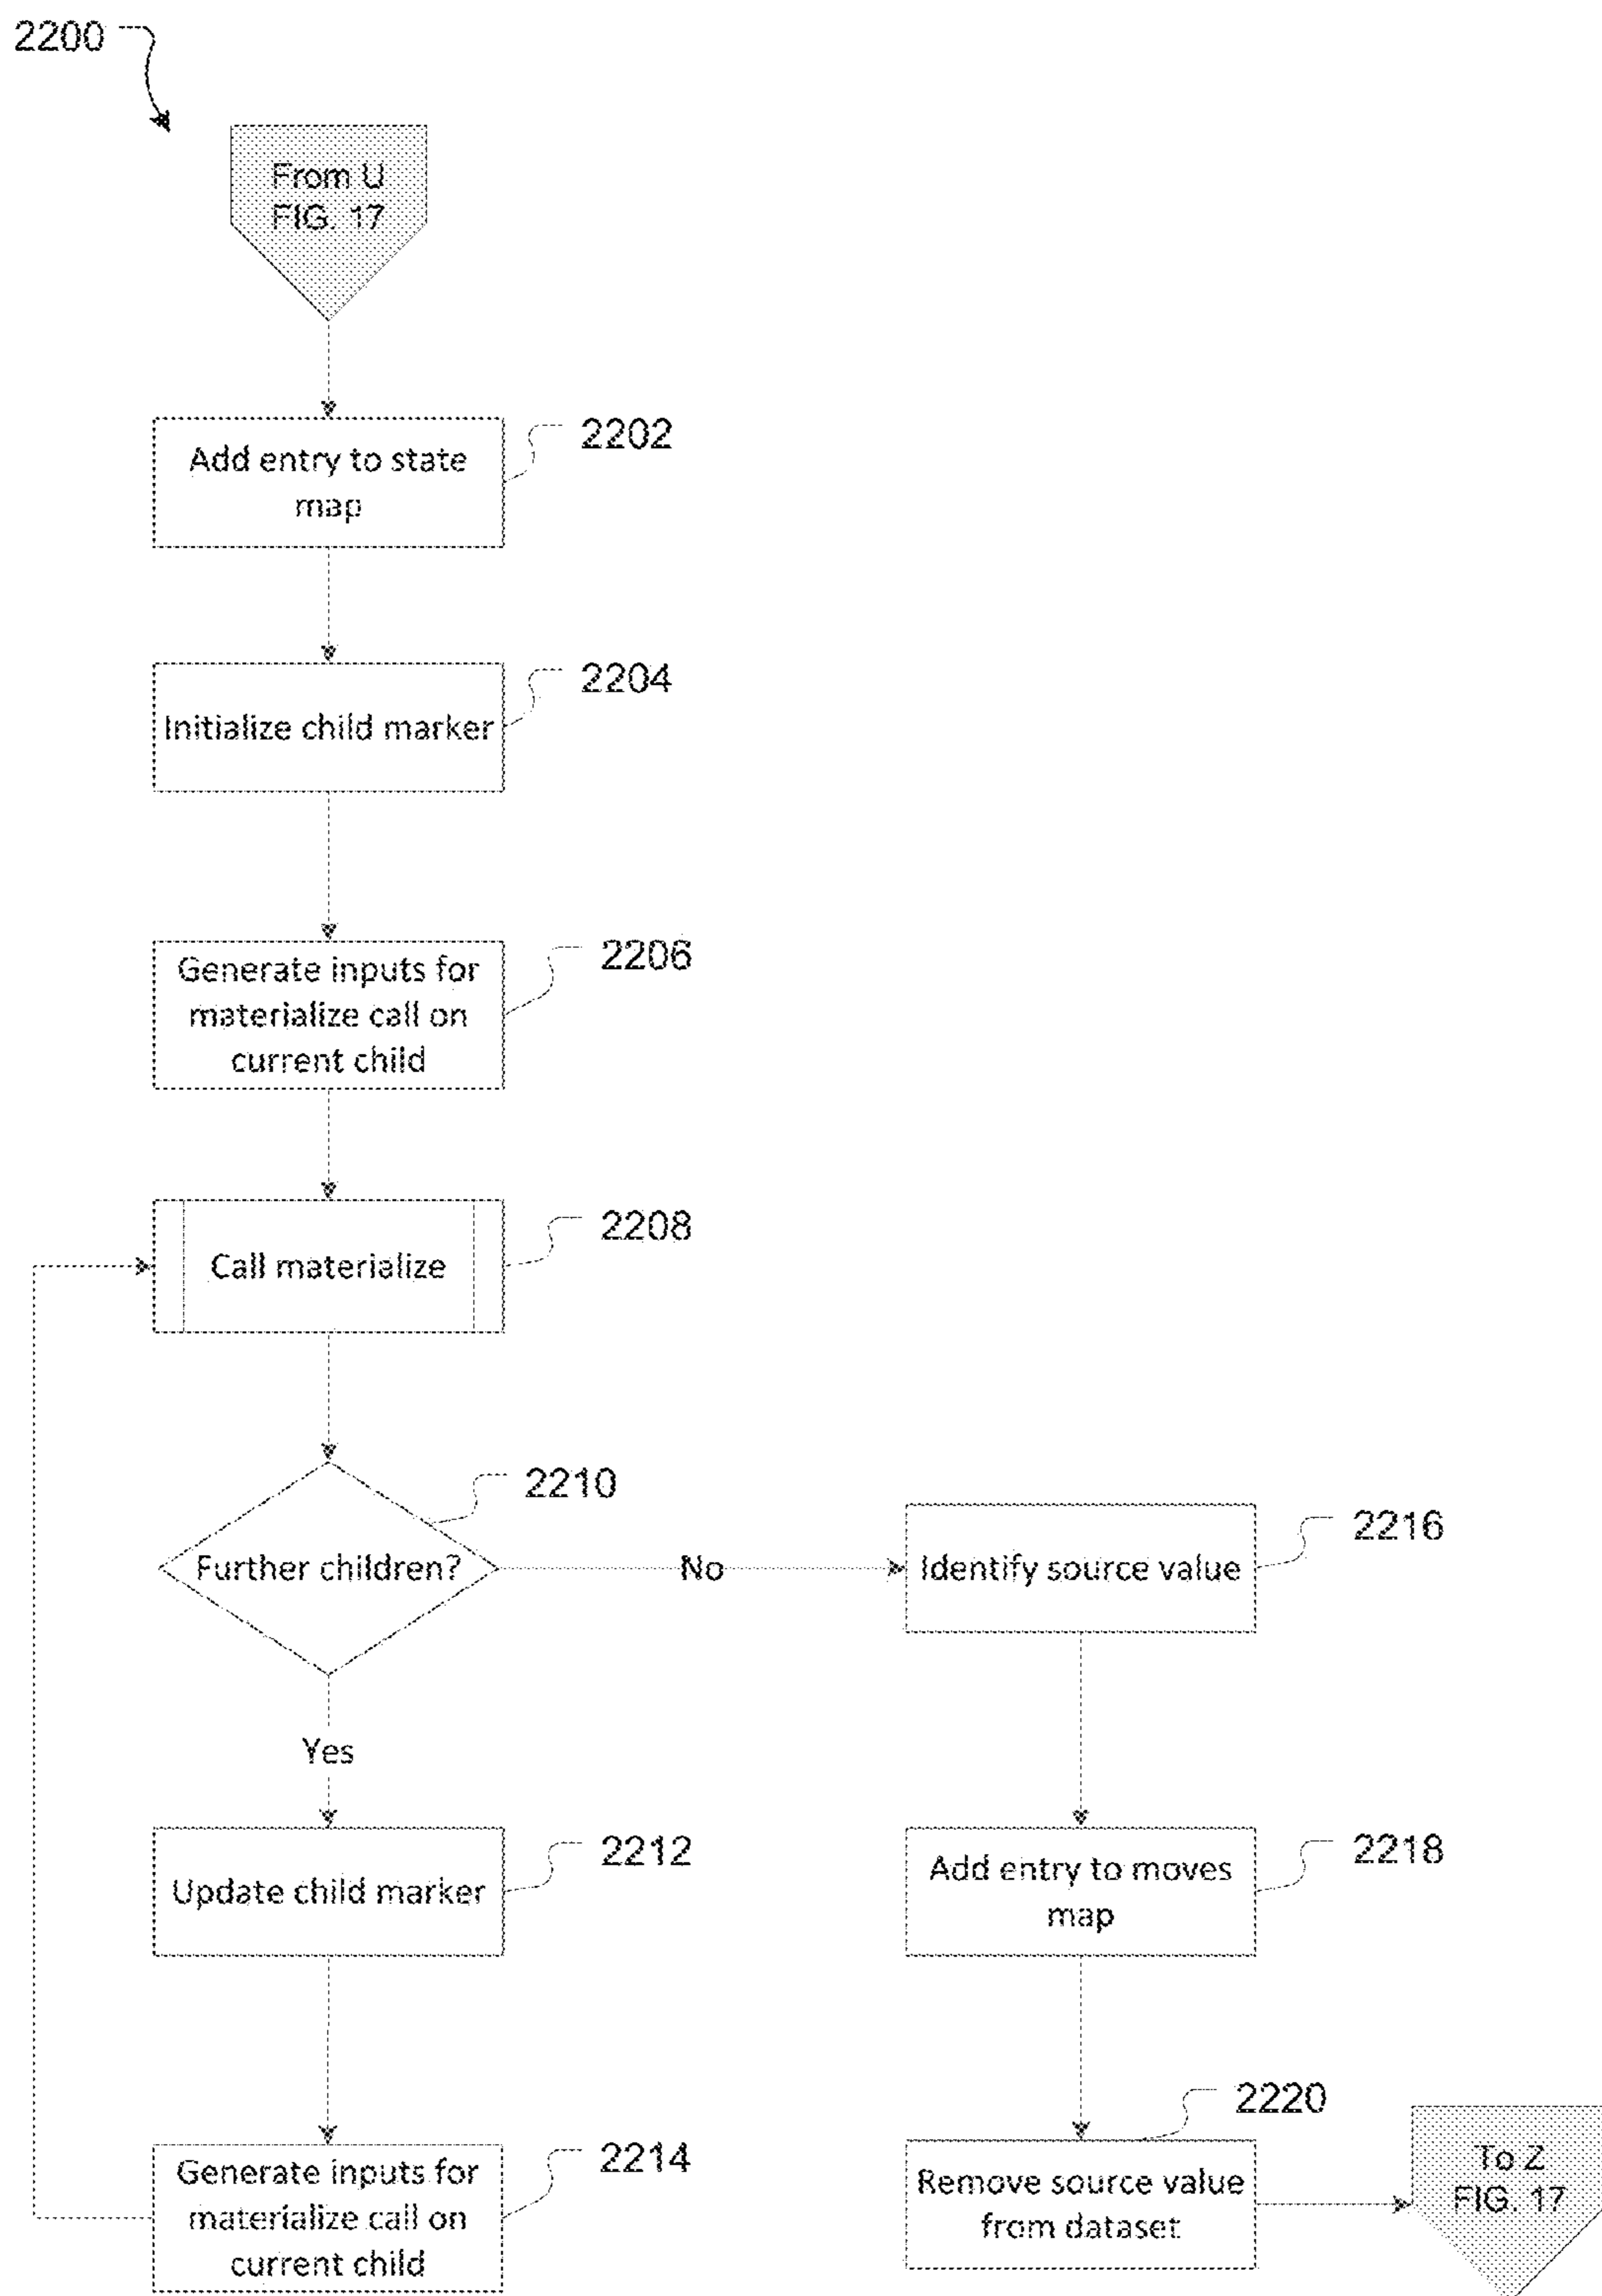 2200
From U
FIG. 17
Add entry to state
map
2202
Initialize child marker
2204
Generate inputs for
materialize call on
current child
2206
Call materialize
2208
Further children?
2210
No
Yes
Update child marker
2212
Generate inputs for
materialize call on
current child
2214
Identify source value
2216
Add entry to moves
map
2218
Remove source value
from dataset
2220
To Z
FIG. 17